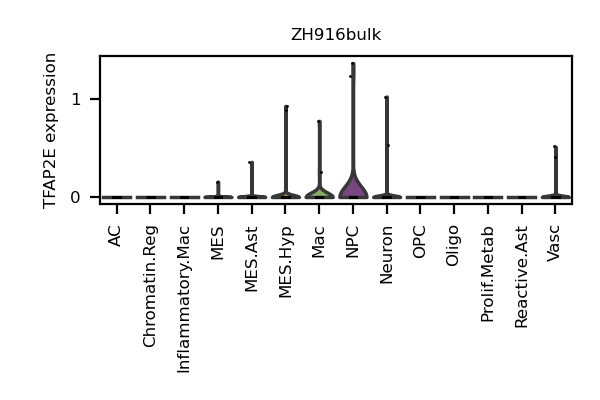 ZH916bulk
TFAP2E expression
1
0
AC
Chromatin.Reg
Inflammatory.Mac
MES
MES.Ast
MES.Hyp
Mac
NPC
Neuron
OPC
Oligo
Prolif.Metab
Reactive.Ast
Vasc